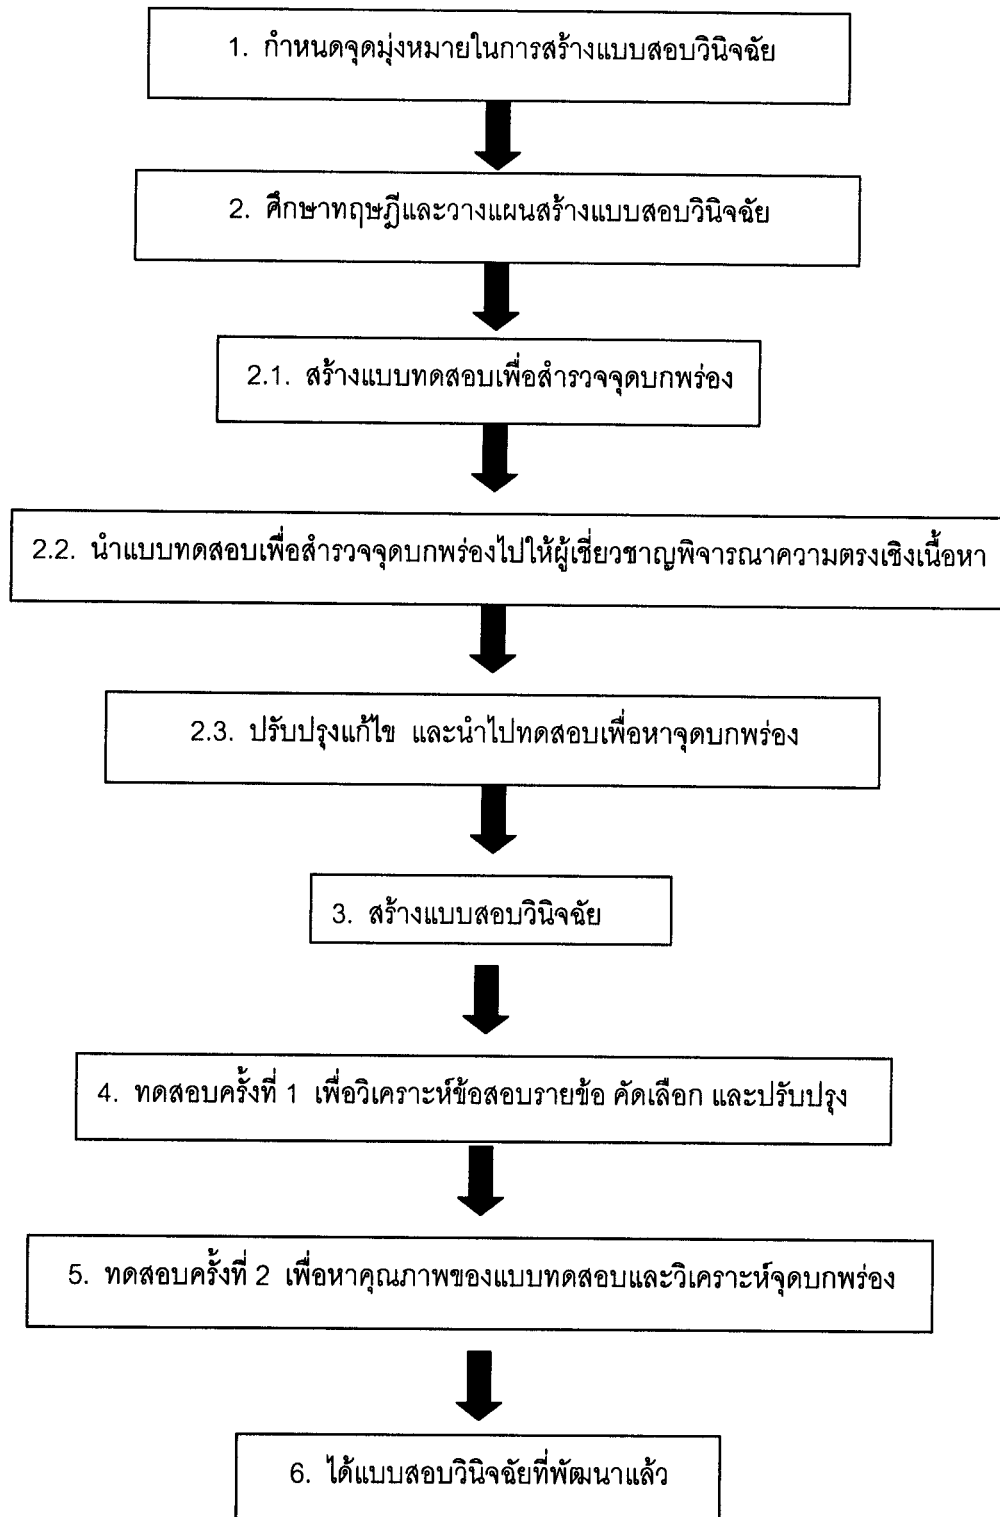 1. กำหนดจุดมุ่งหมายในการสร้างแบบสอบวินิจฉัย
2. ศึกษาทฤษฎีและวางแผนสร้างแบบสอบวินิจฉัย
2.1. สร้างแบบทดสอบเพื่อสำรวจจุดบกพร่อง
2.2. นำแบบทดสอบเพื่อสำรวจจุดบกพร่องไปให้ผู้เชี่ยวชาญพิจารณาความตรงเชิงเนื้อหา
2.3. ปรับปรุงแก้ไข และนำไปทดสอบเพื่อหาจุดบกพร่อง
3. สร้างแบบสอบวินิจฉัย
4. ทดสอบครั้งที่ 1 เพื่อวิเคราะห์ข้อสอบรายข้อ คัดเลือก และปรับปรุง
5. ทดสอบครั้งที่ 2 เพื่อหาคุณภาพของแบบทดสอบและวิเคราะห์จุดบกพร่อง
6. ได้แบบสอบวินิจฉัยที่พัฒนาแล้ว